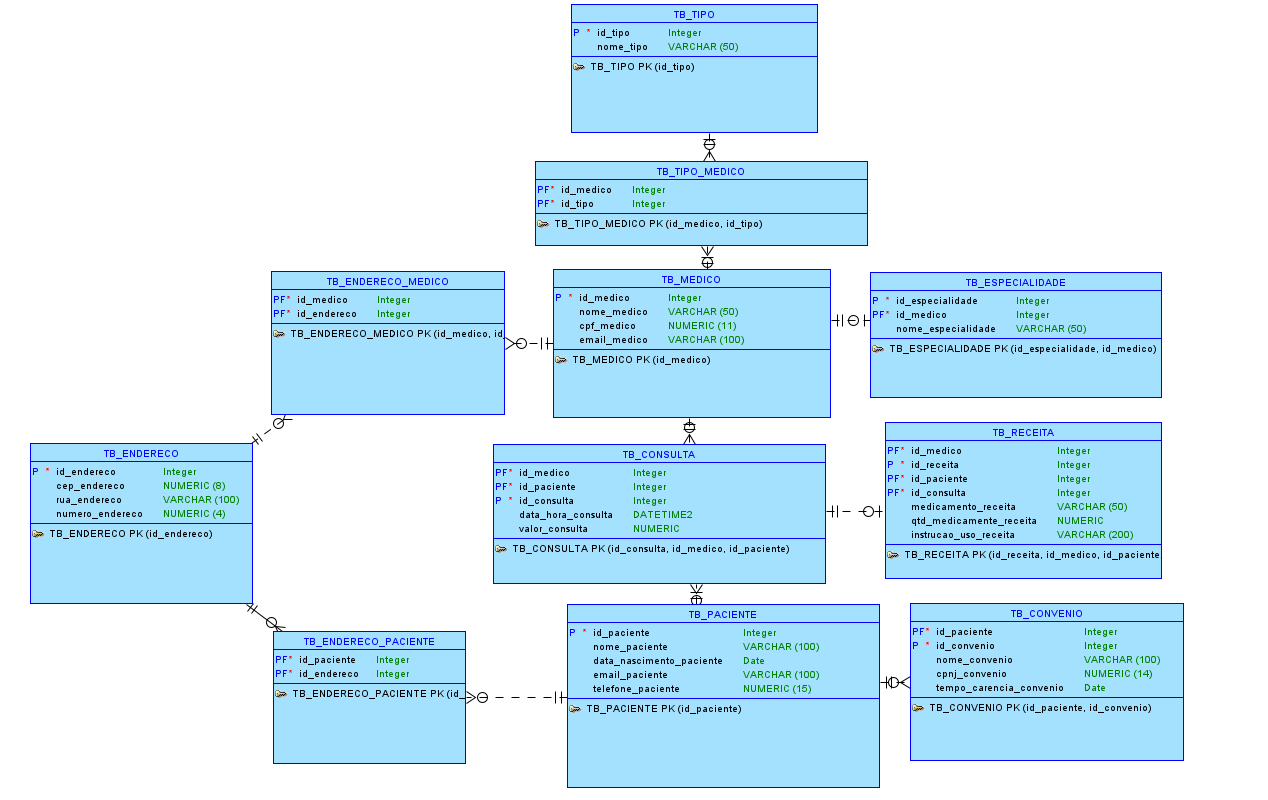 TB_TIPO
P * id_tipo Integer
nome_tipo VARCHAR (50)
TB_TIPO PK (id_tipo)
TB_TIPO_MEDICO
PF* id_medico Integer
PF* id_tipo Integer
TB_TIPO_MEDICO PK (id_medico, id_tipo)
TB_ENDERECO_MEDICO
PF* id_medico Integer
PF* id_endereco Integer
TB_ENDERECO_MEDICO PK (id_medico, id
TB_MEDICO
P * id_medico Integer
nome_medico VARCHAR (50)
cpf_medico NUMERIC (11)
email_medico VARCHAR (100)
TB_MEDICO PK (id_medico)
TB_ESPECIALIDADE
P * id_especialidade Integer
PF* id_medico Integer
nome_especialidade VARCHAR (50)
TB_ESPECIALIDADE PK (id_especialidade, id_medico)
TB_ENDERECO
P * id_endereco Integer
cep_endereco NUMERIC (8)
rua_endereco VARCHAR (100)
numero_endereco NUMERIC (4)
TB_ENDERECO PK (id_endereco)
TB_CONSULTA
PF* id_medico Integer
PF* id_paciente Integer
P * id_consulta Integer
data_hora_consulta DATETIME2
valor_consulta NUMERIC
TB_CONSULTA PK (id_consulta, id_medico, id_paciente)
TB_RECEITA
PF* id_medico Integer
P * id_receita Integer
PF* id_paciente Integer
PF* id_consulta Integer
medicamento_receita VARCHAR (50)
qtd_medicamente_receita NUMERIC
instrucao_uso_receita VARCHAR (200)
TB_RECEITA PK (id_receita, id_medico, id_paciente
TB_ENDERECO_PACIENTE
PF* id_paciente Integer
PF* id_endereco Integer
TB_ENDERECO_PACIENTE PK (id_
TB_PACIENTE
P * id_paciente Integer
nome_paciente VARCHAR (100)
data_nascimento_paciente Date
email_paciente VARCHAR (100)
telefone_paciente NUMERIC (15)
TB_PACIENTE PK (id_paciente)
TB_CONVENIO
PF* id_paciente Integer
P * id_convenio Integer
nome_convenio VARCHAR (100)
cpnj_convenio NUMERIC (14)
tempo_carencia_convenio Date
TB_CONVENIO PK (id_paciente, id_convenio)